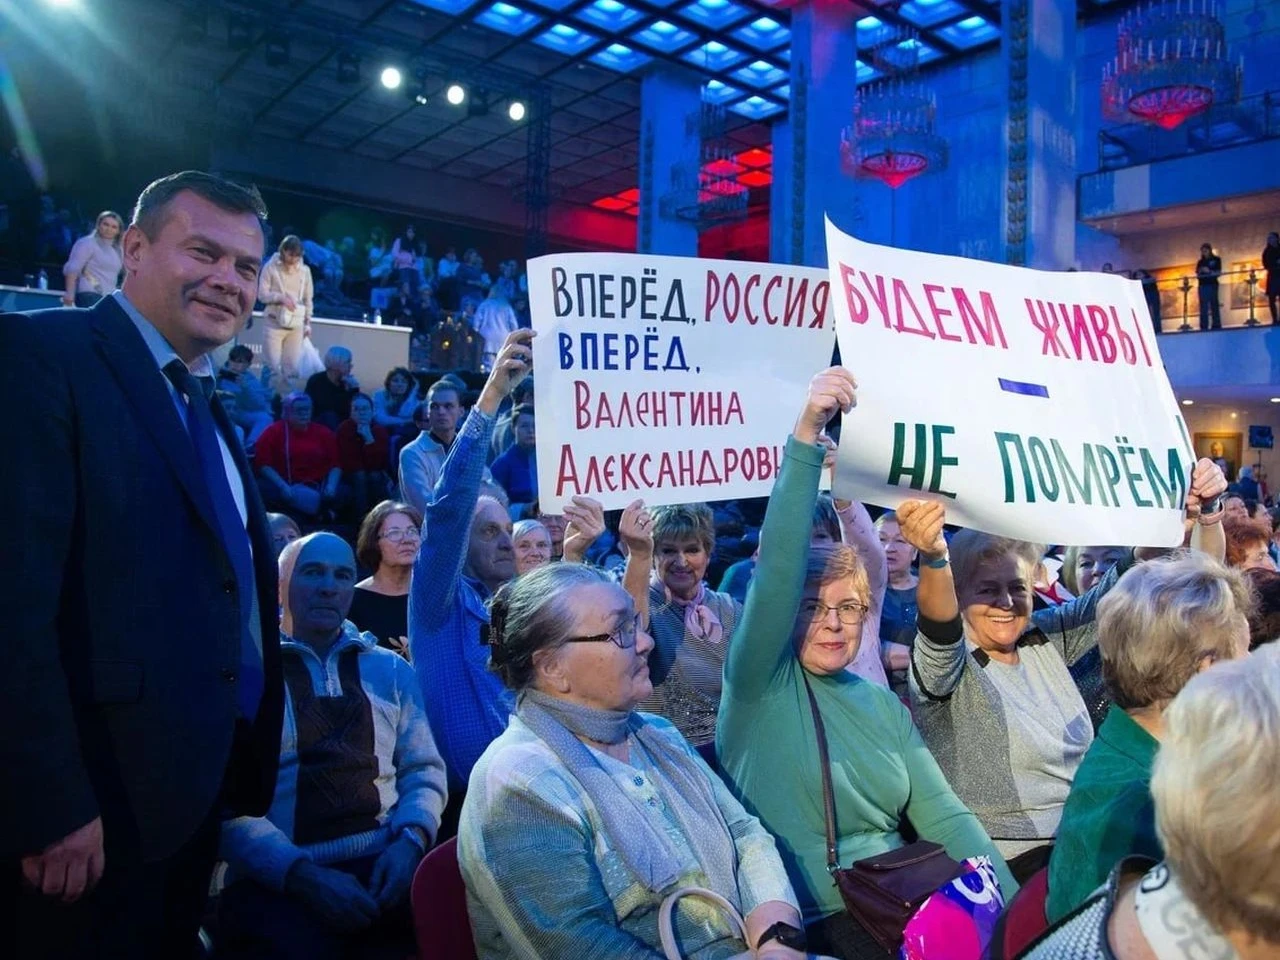 ВПЕРЁД, РОССИЯ,
ВПЕРЁД,
ВАЛЕНТИНА
АЛЕКСАНДРОВН
БУДЕМ ЖИВЫ
–
НЕ ПОМРЁМ!